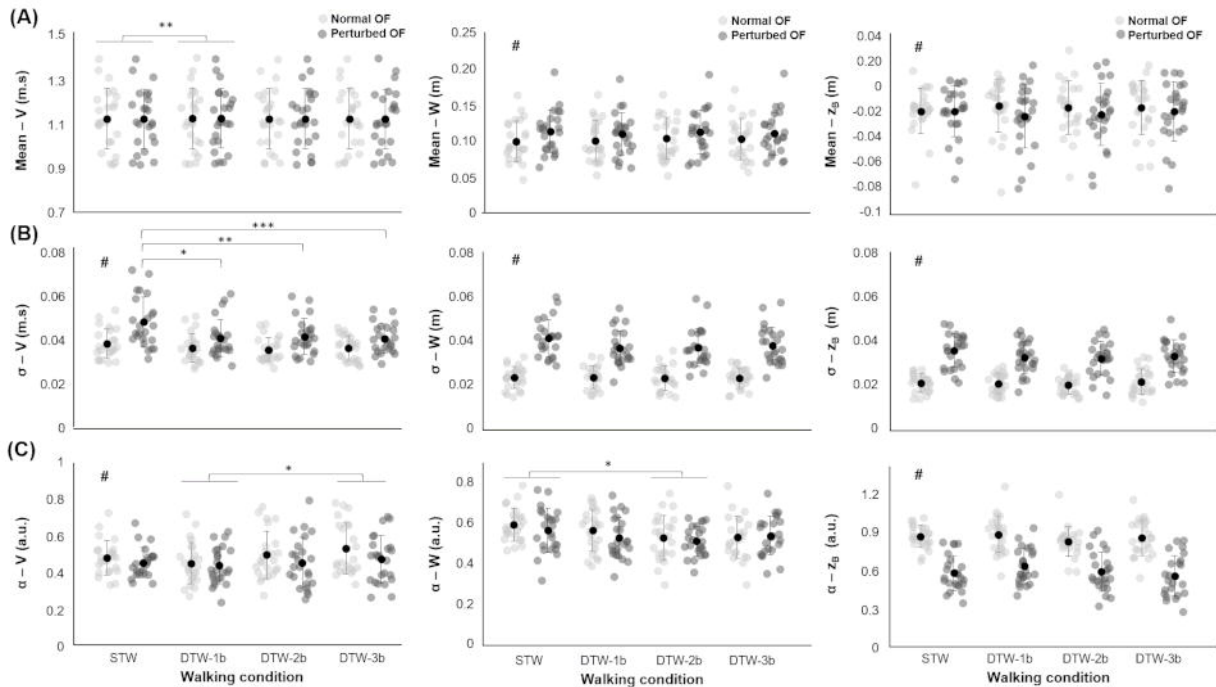 (A)
Normal OF
Perturbed OF
**
1.5
1.3
1.1
0.9
0.7
Mean – V (m.s)
Normal OF
Perturbed OF
#
0.25
0.20
0.15
0.10
0.05
0
Mean – W (m)
Normal OF
Perturbed OF
#
0.04
0.02
0
-0.02
-0.04
-0.06
-0.08
-0.1
Mean – zB (m)
(B)
***
**
*
#
0.08
0.06
0.04
0.02
0
σ – V (m.s)
#
0.08
0.06
0.04
0.02
0
σ – W (m)
#
0.08
0.06
0.04
0.02
0
σ – zB (m)
(C)
#
*
1
0.8
0.6
0.4
0.2
0
α – V (a.u.)
STW DTW-1b DTW-2b DTW-3b
Walking condition
*
0.8
0.6
0.4
0.2
0
α – W (a.u.)
STW DTW-1b DTW-2b DTW-3b
Walking condition
#
1.2
0.9
0.6
0.3
0
α – zB (a.u.)
STW DTW-1b DTW-2b DTW-3b
Walking condition